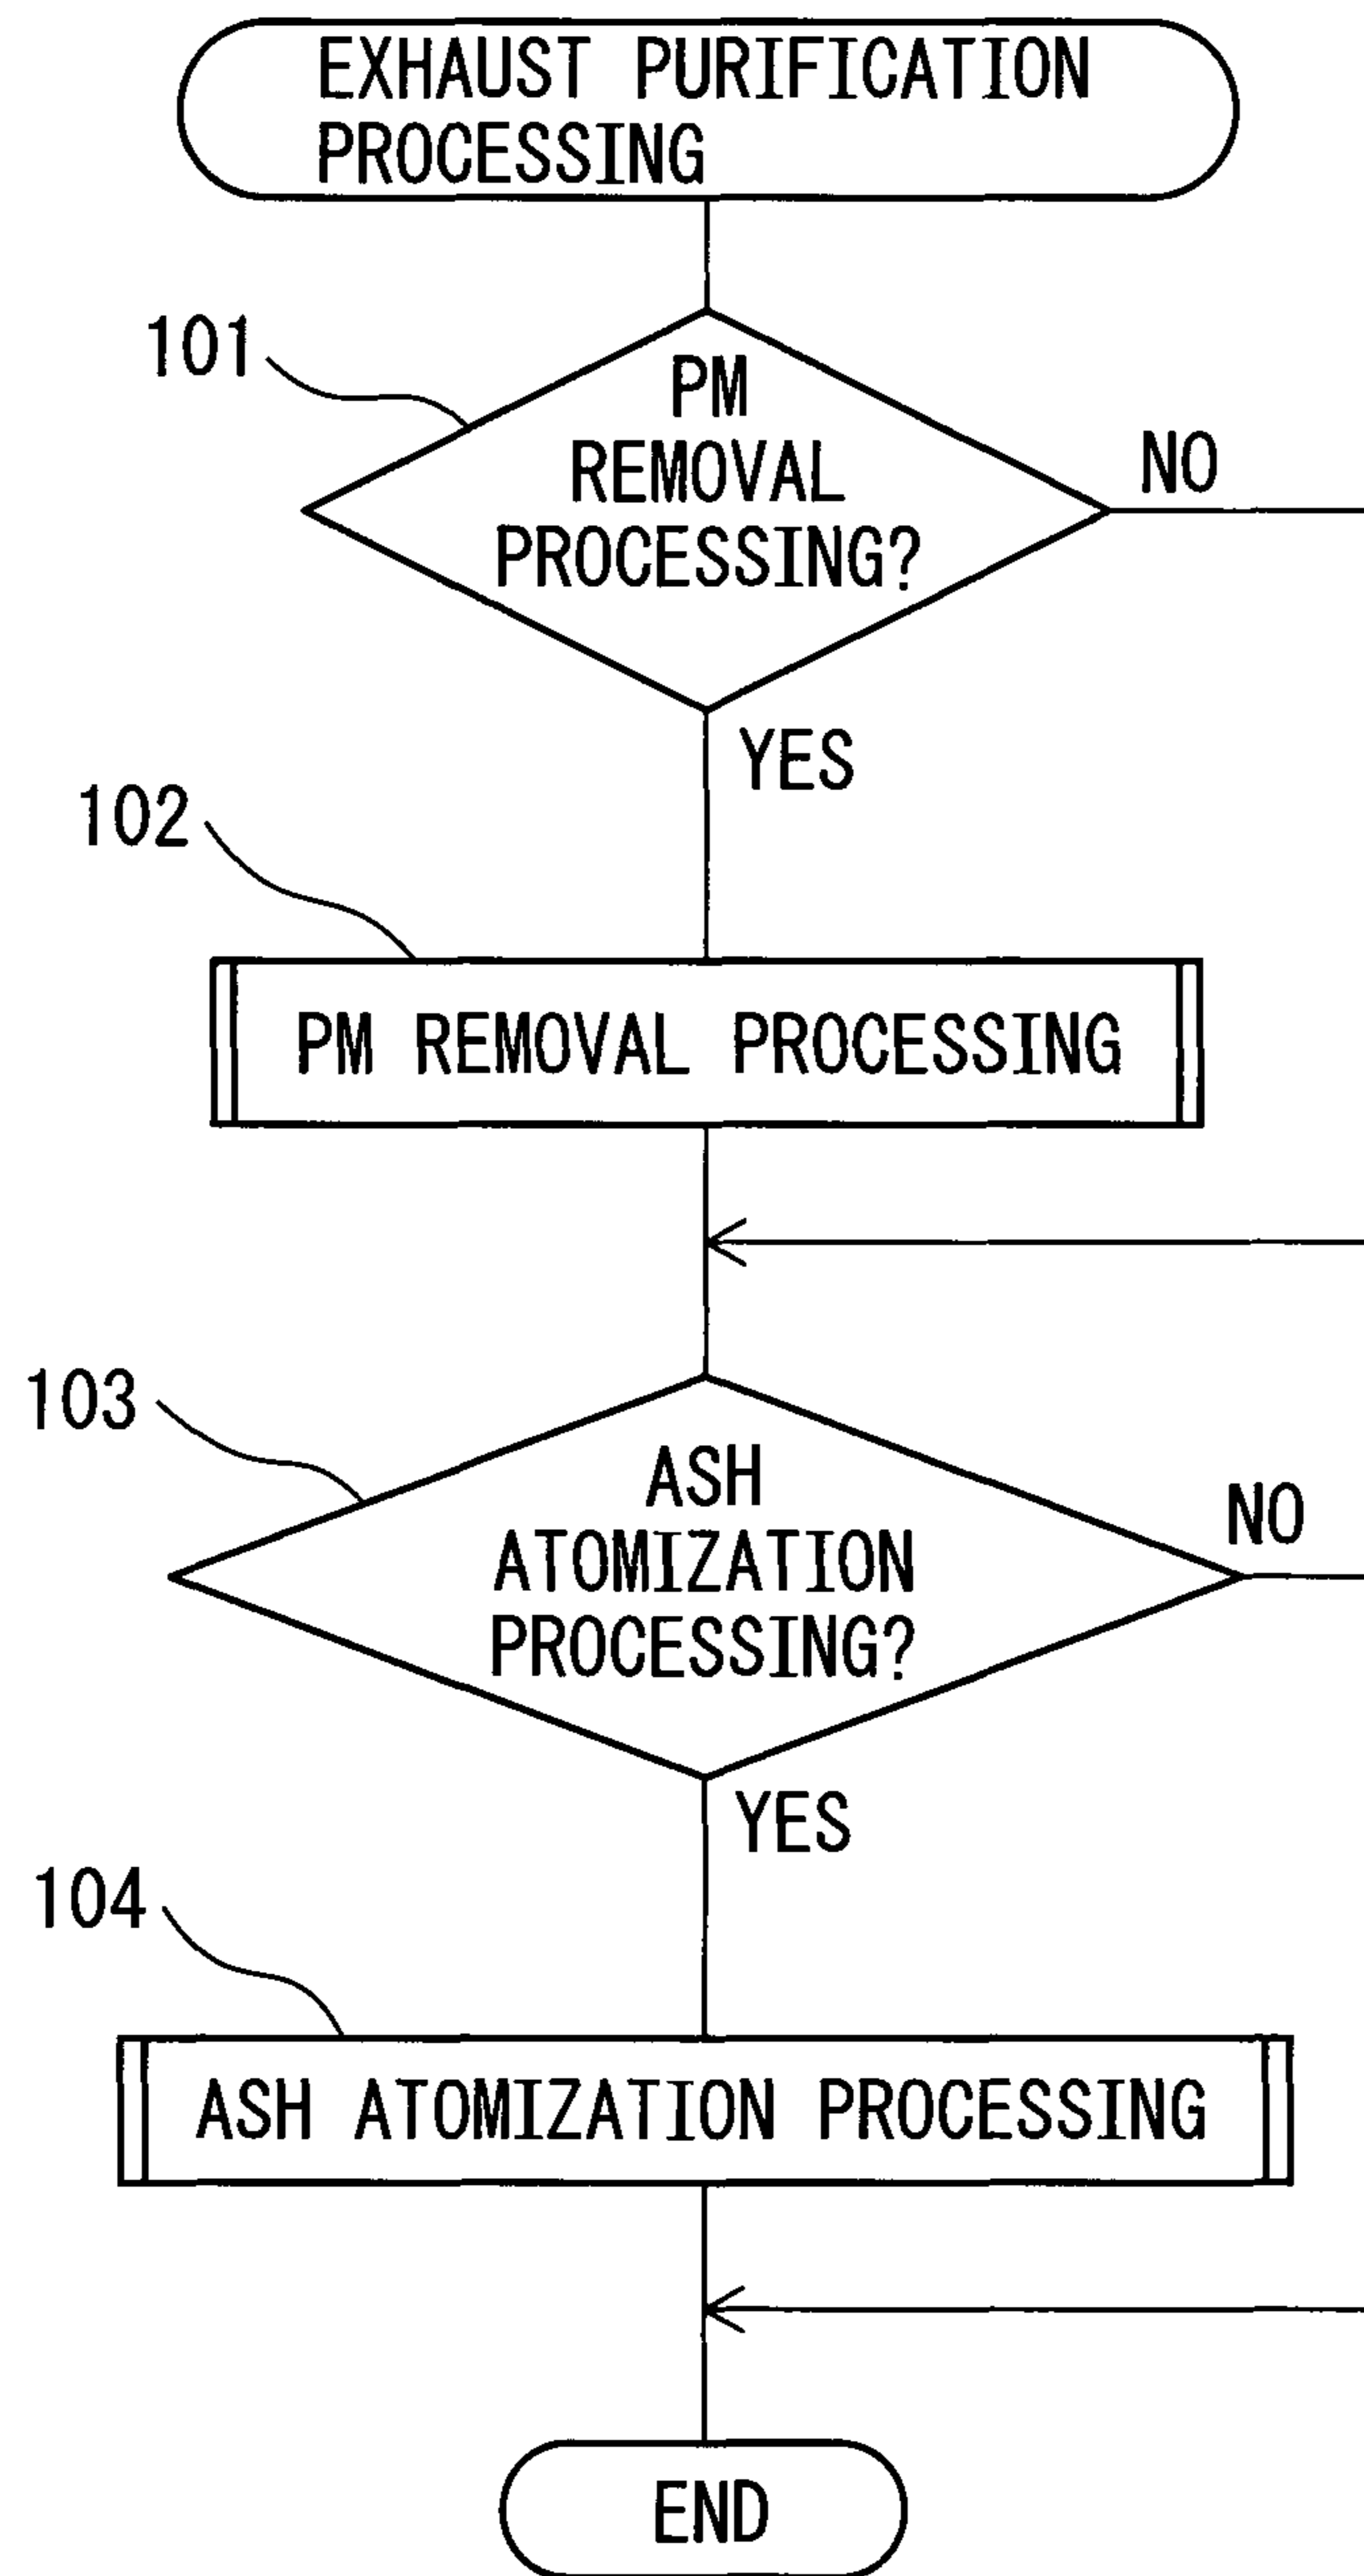 EXHAUST PURIFICATION
PROCESSING
101
PM
REMOVAL
PROCESSING?
NO
YES
102
PM REMOVAL PROCESSING
103
ASH
ATOMIZATION
PROCESSING?
NO
YES
104
ASH ATOMIZATION PROCESSING
END